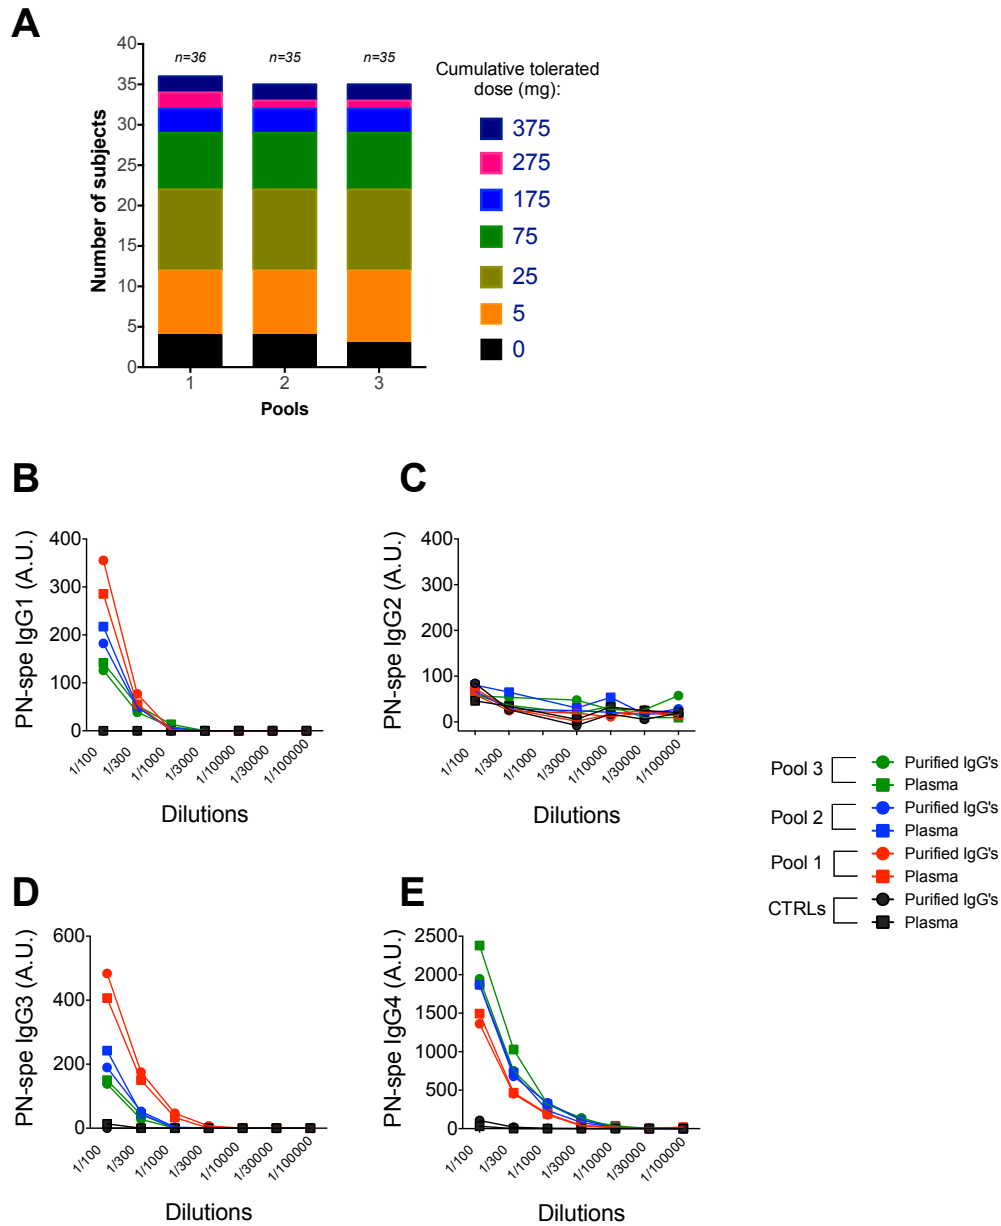 A
40
35
30
25
20
15
10
5
0
Number of subjects
n=36
n=35
n=35
1
2
3
Pools
Cumulative tolerated
dose (mg):
375
275
175
75
25
5
0
B
400
300
200
100
0
PN-spe IgG1 (A.U.)
1/100
1/300
1/1000
1/3000
1/10000
1/30000
1/100000
Dilutions
C
400
300
200
100
0
PN-spe IgG2 (A.U.)
1/100
1/300
1/1000
1/3000
1/10000
1/30000
1/100000
Dilutions
Pool 3
Purified IgG's
Plasma
Pool 2
Purified IgG's
Plasma
Pool 1
Purified IgG's
Plasma
CTRLs
Purified IgG's
Plasma
D
600
400
200
0
PN-spe IgG3 (A.U.)
1/100
1/300
1/1000
1/3000
1/10000
1/30000
1/100000
Dilutions
E
2500
2000
1500
1000
500
0
PN-spe IgG4 (A.U.)
1/100
1/300
1/1000
1/3000
1/10000
1/30000
1/100000
Dilutions